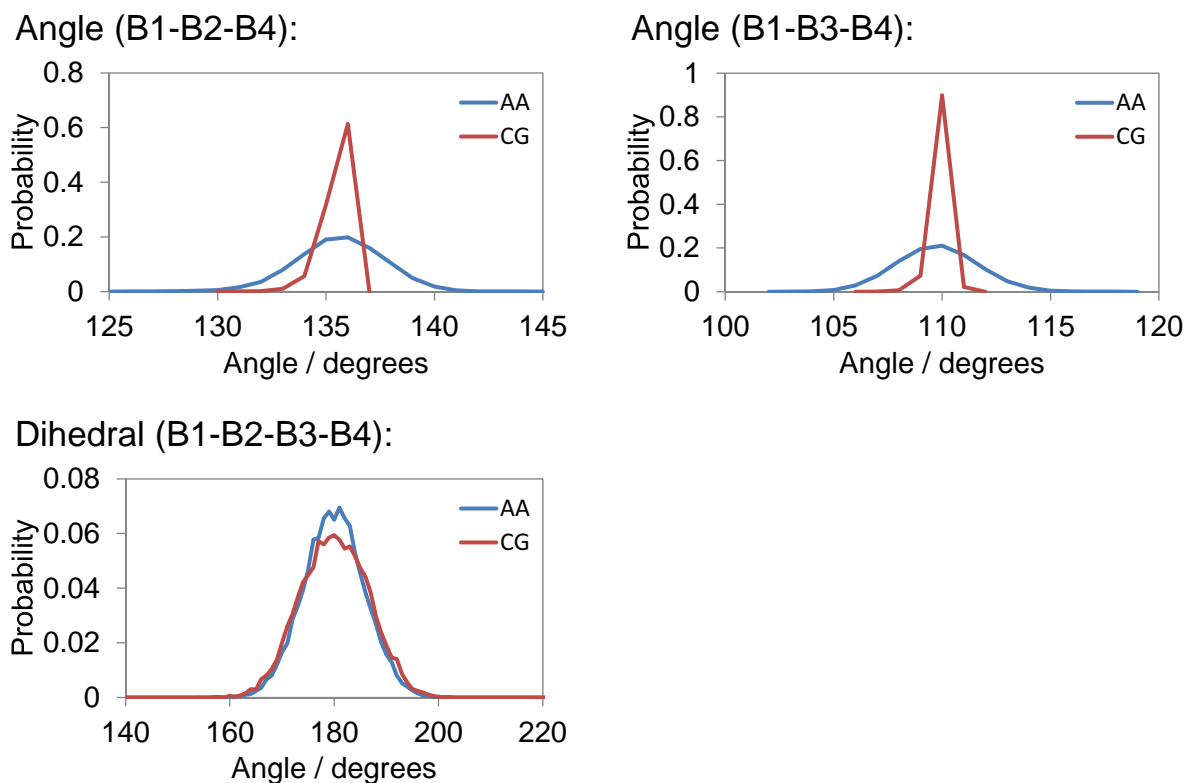 Angle (B1-B2-B4):
0.8
0.6
0.4
0.2
0
Probability
AA
CG
125 130 135 140 145
Angle / degrees
Angle (B1-B3-B4):
1
0.8
0.6
0.4
0.2
0
Probability
AA
CG
100 105 110 115 120
Angle / degrees
Dihedral (B1-B2-B3-B4):
0.08
0.06
0.04
0.02
0
Probability
AA
CG
140 160 180 200 220
Angle / degrees